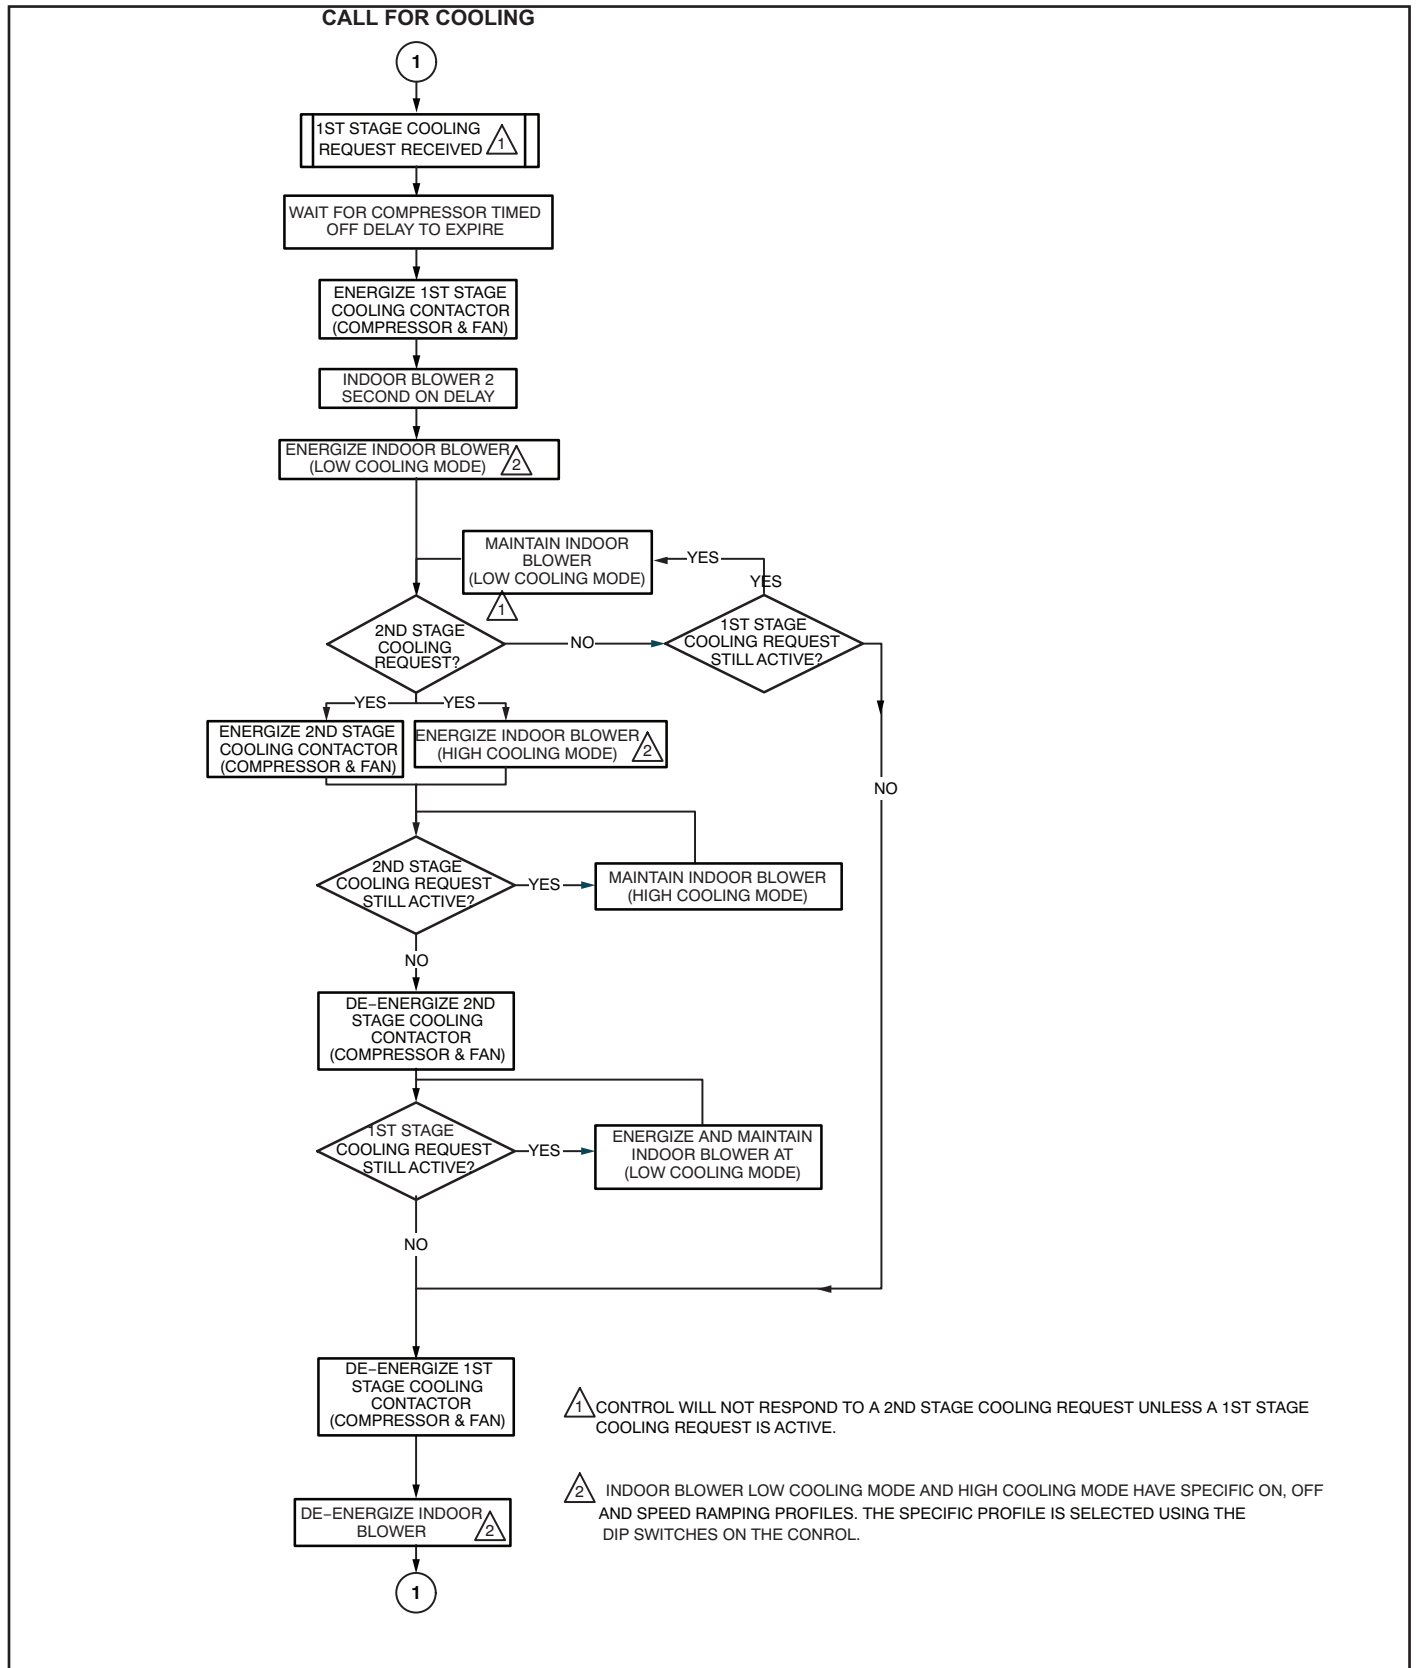 CALL FOR COOLING
1
1ST STAGE COOLING
REQUEST RECEIVED 1
WAIT FOR COMPRESSOR TIMED
OFF DELAY TO EXPIRE
ENERGIZE 1ST STAGE
COOLING CONTACTOR
(COMPRESSOR & FAN)
INDOOR BLOWER 2
SECOND ON DELAY
ENERGIZE INDOOR BLOWER
(LOW COOLING MODE) 2
MAINTAIN INDOOR
BLOWER
(LOW COOLING MODE)
YES
YES
1
2ND STAGE
COOLING
REQUEST?
NO
1ST STAGE
COOLING REQUEST
STILL ACTIVE?
YES
YES
ENERGIZE 2ND STAGE
COOLING CONTACTOR
(COMPRESSOR & FAN)
ENERGIZE INDOOR BLOWER
(HIGH COOLING MODE) 2
NO
2ND STAGE
COOLING REQUEST
STILL ACTIVE?
YES
MAINTAIN INDOOR BLOWER
(HIGH COOLING MODE)
NO
DE-ENERGIZE 2ND
STAGE COOLING
CONTACTOR
(COMPRESSOR & FAN)
1ST STAGE
COOLING REQUEST
STILL ACTIVE?
YES
ENERGIZE AND MAINTAIN
INDOOR BLOWER AT
(LOW COOLING MODE)
NO
DE-ENERGIZE 1ST
STAGE COOLING
CONTACTOR
(COMPRESSOR & FAN)
1 CONTROL WILL NOT RESPOND TO A 2ND STAGE COOLING REQUEST UNLESS A 1ST STAGE
COOLING REQUEST IS ACTIVE.
2 INDOOR BLOWER LOW COOLING MODE AND HIGH COOLING MODE HAVE SPECIFIC ON, OFF
AND SPEED RAMPING PROFILES. THE SPECIFIC PROFILE IS SELECTED USING THE
DIP SWITCHES ON THE CONROL.
DE-ENERGIZE INDOOR
BLOWER 2
1